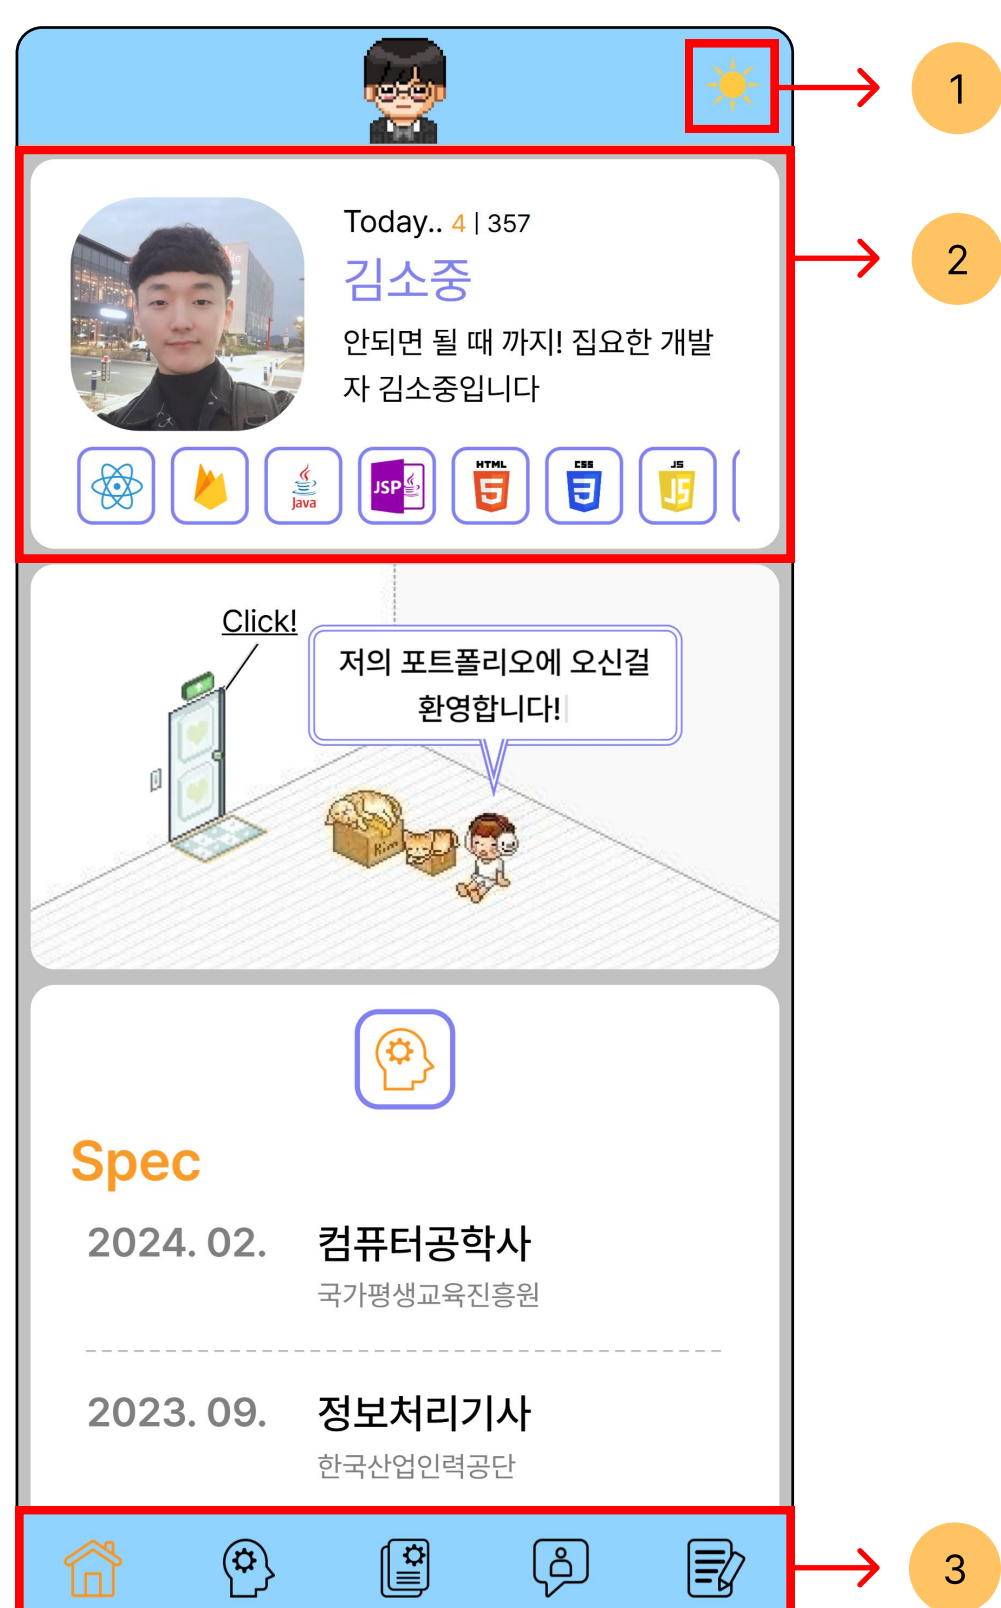 1
Today.. 4 | 357
김소중
안되면 될 때 까지! 집요한 개발
자 김소중입니다
2
Java
JSP
HTML
5
CSS
3
JS
JS
Click!
저의 포트폴리오에 오신걸
환영합니다!
Kim
Spec
2024. 02. 컴퓨터공학사
국가평생교육진흥원
2023. 09. 정보처리기사
한국산업인력공단
3